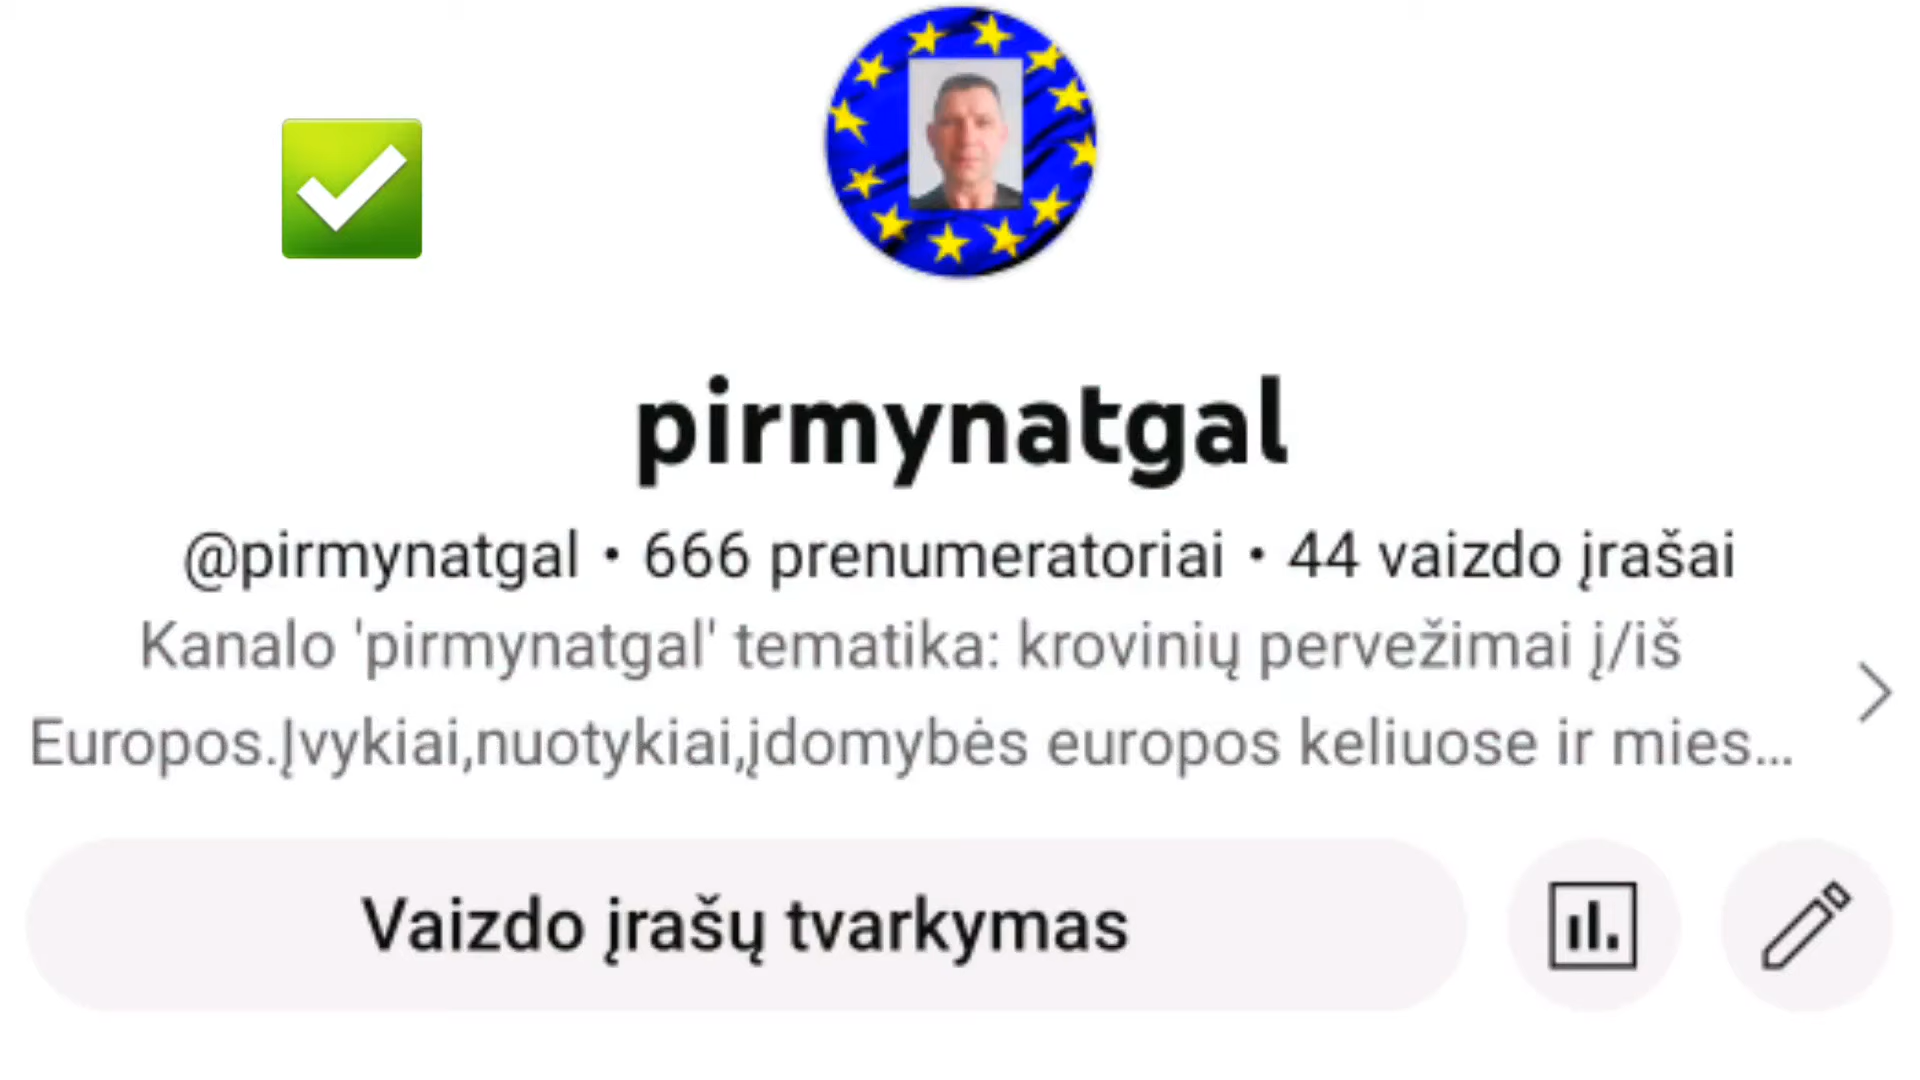 pirmynatgal
@pirmynatgal • 666 prenumeratoriai • 44 vaizdo įrašai
Kanalo 'pirmynatgal' tematika: krovinių pervežimai į/iš
Europos.Įvykiai,nuotykiai,įdomybės europos keliuose ir mies...
Vaizdo įrašų tvarkymas